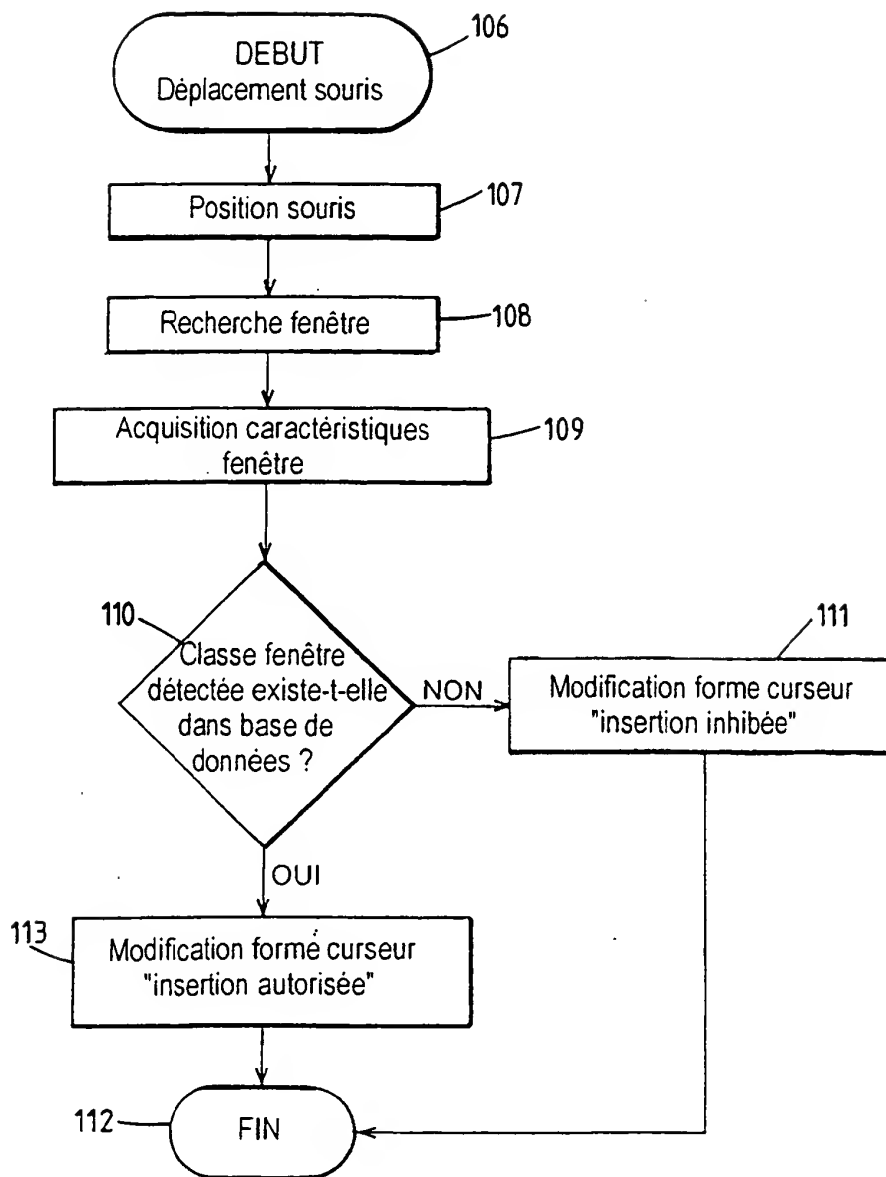 DEBUT
Déplacement souris
106
Position souris
107
Recherche fenêtre
108
Acquisition caractéristiques
fenêtre
109
110
Classe fenêtre
détectée existe-t-elle
dans base de
données ?
NON
111
Modification forme curseur
"insertion inhibée"
OUI
113
Modification formé curseur
"insertion autorisée"
112
FIN